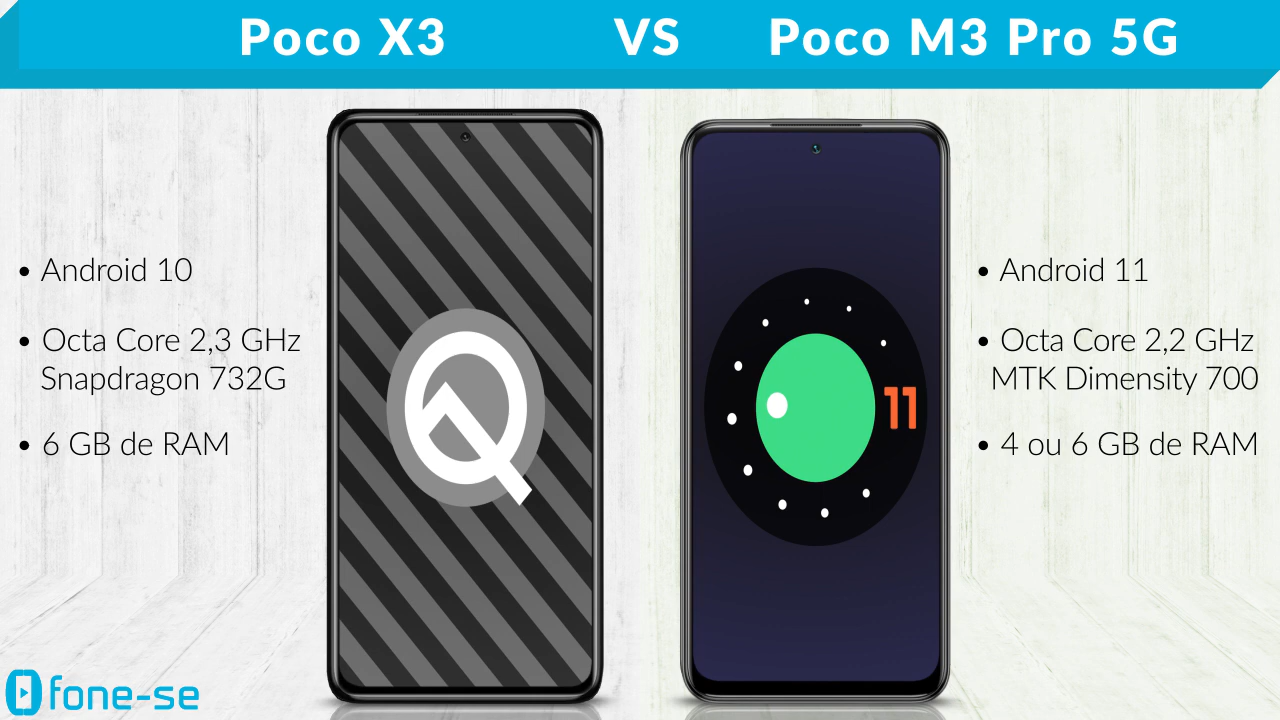 Poco X3 VS Poco M3 Pro 5G
• Android 10
• Octa Core 2,3 GHz
Snapdragon 732G
• 6 GB de RAM
11
• Android 11
• Octa Core 2,2 GHz
MTK Dimensity 700
• 4 ou 6 GB de RAM
fone-se